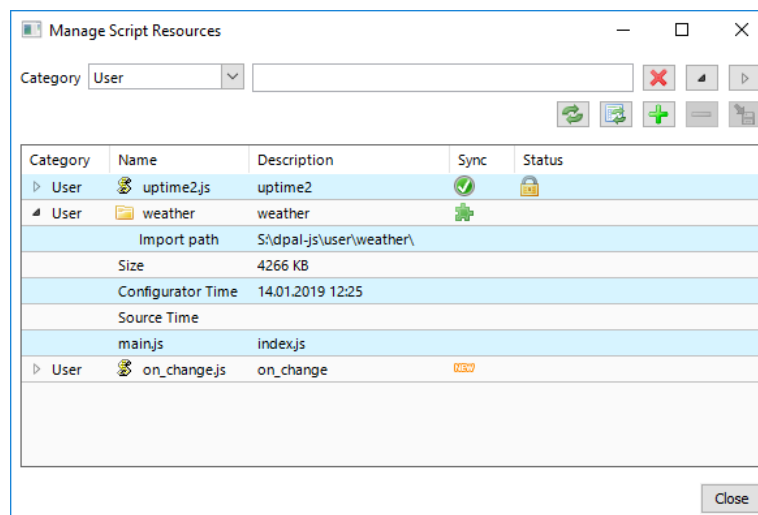 Manage Script Resources
Category User
Category Name Description Sync Status
User uptime2.js uptime2
User weather weather
Import path S:\dpal-js\user\weather\
Size 4266 KB
Configurator Time 14.01.2019 12:25
Source Time
main.js index.js
User on_change.js on_change NEW
Close